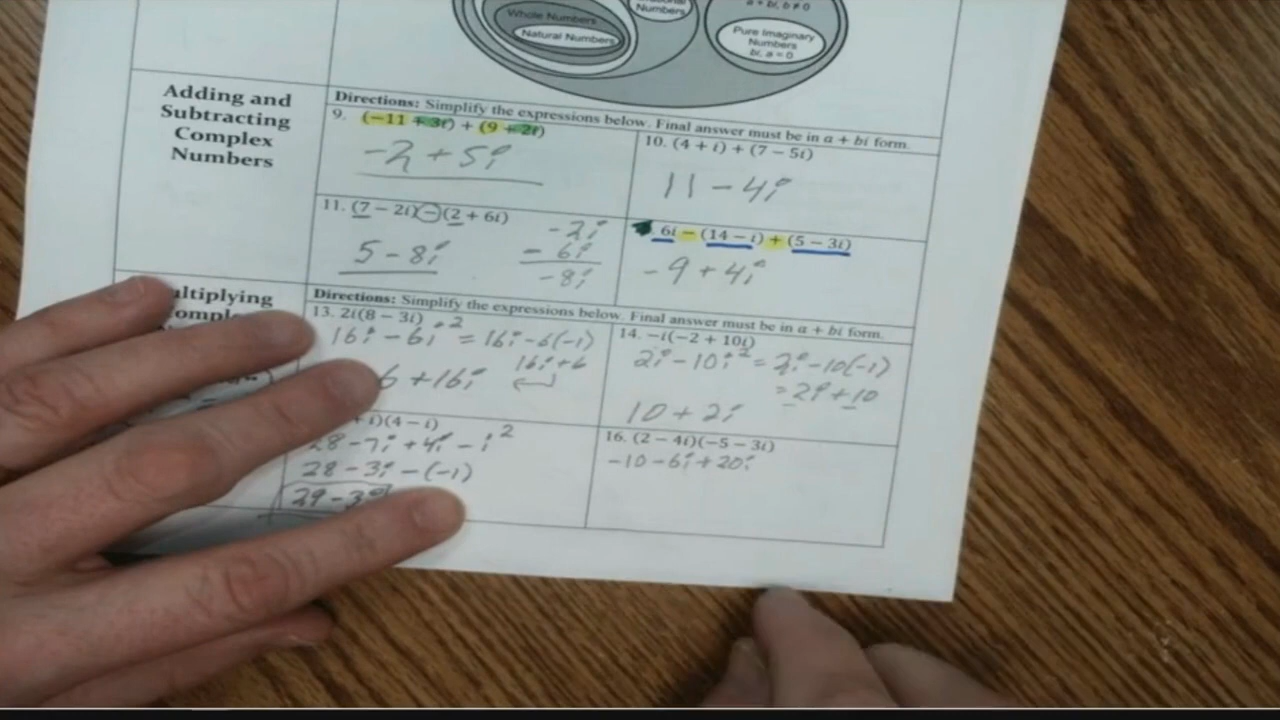 Whole Numbers
Natural Numbers
Numbers
a + bi, b ≠ 0
Pure Imaginary
Numbers
bi, a = 0
Adding and
Subtracting
Complex
Numbers
Directions: Simplify the expressions below. Final answer must be in a + bi form.
9. (−11 + 3i) + (9 + 2i)
-2 + 5i
10. (4 + i) + (7 − 5i)
11 - 4i
11. (7 − 2i) − (2 + 6i)
5 - 8i
-2i
- 6i
-8i
6i − (14 − i) + (5 − 3i)
-9 + 4i
Directions: Simplify the expressions below. Final answer must be in a + bi form.
13. 2i(8 − 3i)
16i - 6i² = 16i - 6(-1)
16i + 6
6 + 16i
14. −i(−2 + 10i)
2i - 10i² = 2i - 10(-1)
= 2i + 10
10 + 2i
i)(4 − i)
28 - 7i + 4i - i²
28 - 3i - (-1)
29 - 3i
16. (2 − 4i)(−5 − 3i)
-10 - 6i + 20i